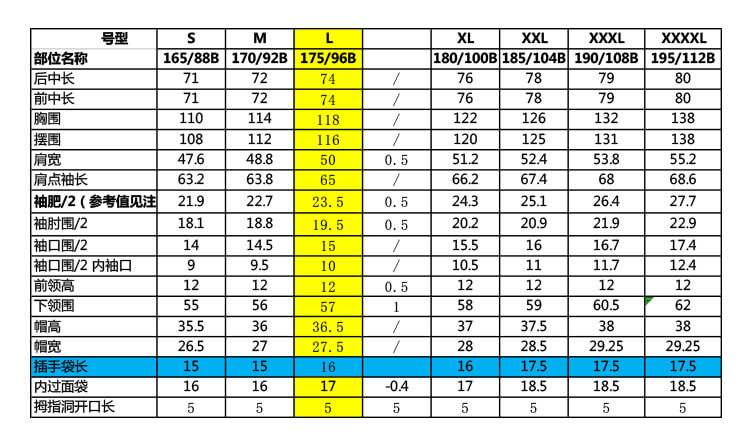 号型 S M L XL XXL XXXL XXXXL
部位名称 165/88B 170/92B 175/96B 180/100B 185/104B 190/108B 195/112B
后中长 71 72 74 / 76 78 79 80
前中长 71 72 74 / 76 78 79 80
胸围 110 114 118 / 122 126 132 138
摆围 108 112 116 / 120 125 131 138
肩宽 47.6 48.8 50 0.5 51.2 52.4 53.8 55.2
肩点袖长 63.2 63.8 65 / 66.2 67.4 68 68.6
袖肥/2（参考值见注 21.9 22.7 23.5 0.5 24.3 25.1 26.4 27.7
袖肘围/2 18.1 18.8 19.5 0.5 20.2 20.9 21.9 22.9
袖口围/2 14 14.5 15 / 15.5 16 16.7 17.4
袖口围/2 内袖口 9 9.5 10 / 10.5 11 11.7 12.4
前领高 12 12 12 0.5 12 12 12 12
下领围 55 56 57 1 58 59 60.5 62
帽高 35.5 36 36.5 / 37 37.5 38 38
帽宽 26.5 27 27.5 / 28 28.5 29.25 29.25
插手袋长 15 15 16 16 17.5 17.5 17.5
内过面袋 16 16 17 -0.4 17 18.5 18.5 18.5
拇指洞开口长 5 5 5 5 5 5 5 5